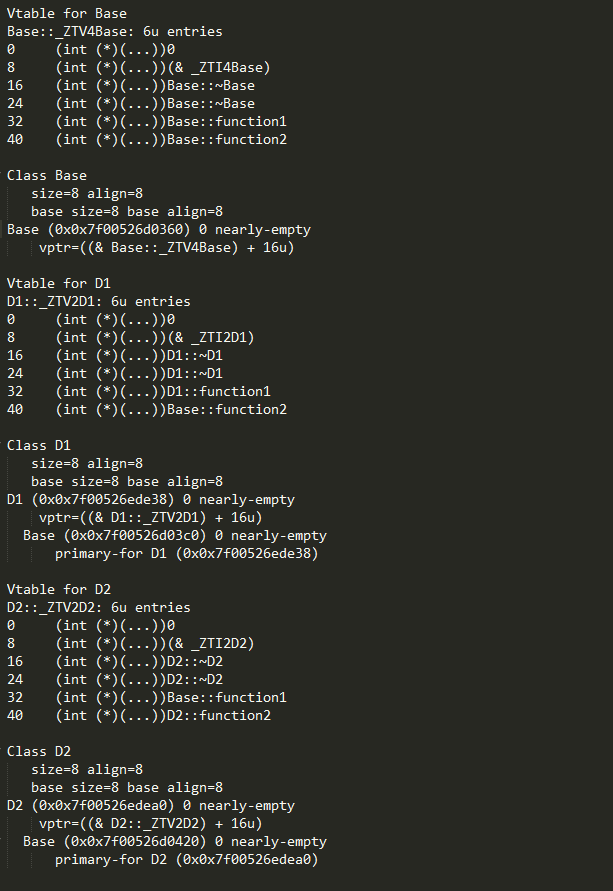 Vtable for Base
Base::_ZTV4Base: 6u entries
0     (int (*)(...))0
8     (int (*)(...))(& _ZTI4Base)
16    (int (*)(...))Base::~Base
24    (int (*)(...))Base::~Base
32    (int (*)(...))Base::function1
40    (int (*)(...))Base::function2
Class Base
   size=8 align=8
   base size=8 base align=8
Base (0x0x7f00526d0360) 0 nearly-empty
    vptr=((& Base::_ZTV4Base) + 16u)
Vtable for D1
D1::_ZTV2D1: 6u entries
0     (int (*)(...))0
8     (int (*)(...))(& _ZTI2D1)
16    (int (*)(...))D1::~D1
24    (int (*)(...))D1::~D1
32    (int (*)(...))D1::function1
40    (int (*)(...))Base::function2
Class D1
   size=8 align=8
   base size=8 base align=8
D1 (0x0x7f00526ede38) 0 nearly-empty
    vptr=((& D1::_ZTV2D1) + 16u)
  Base (0x0x7f00526d03c0) 0 nearly-empty
      primary-for D1 (0x0x7f00526ede38)
Vtable for D2
D2::_ZTV2D2: 6u entries
0     (int (*)(...))0
8     (int (*)(...))(& _ZTI2D2)
16    (int (*)(...))D2::~D2
24    (int (*)(...))D2::~D2
32    (int (*)(...))Base::function1
40    (int (*)(...))D2::function2
Class D2
   size=8 align=8
   base size=8 base align=8
D2 (0x0x7f00526edea0) 0 nearly-empty
    vptr=((& D2::_ZTV2D2) + 16u)
  Base (0x0x7f00526d0420) 0 nearly-empty
      primary-for D2 (0x0x7f00526edea0)